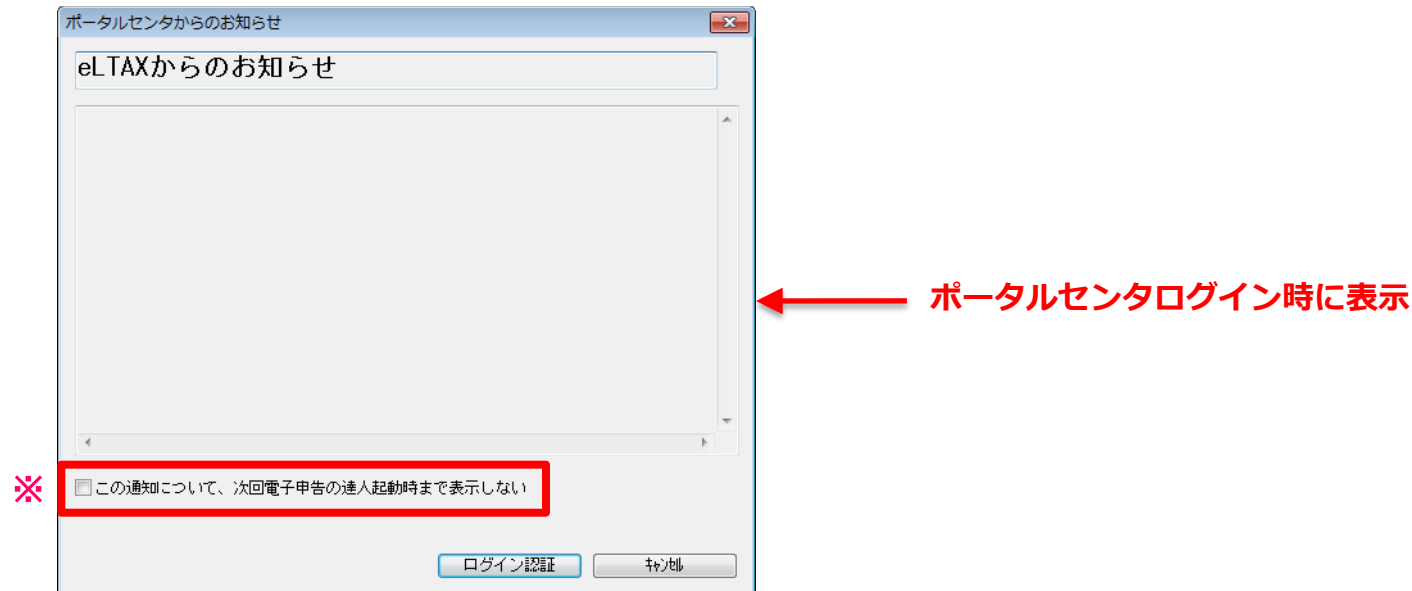 ポータルセンタからのお知らせ
eLTAXからのお知らせ
ポータルセンタログイン時に表示
※
この通知について、次回電子申告の達人起動時まで表示しない
ログイン認証
ｷｬﾝｾﾙ